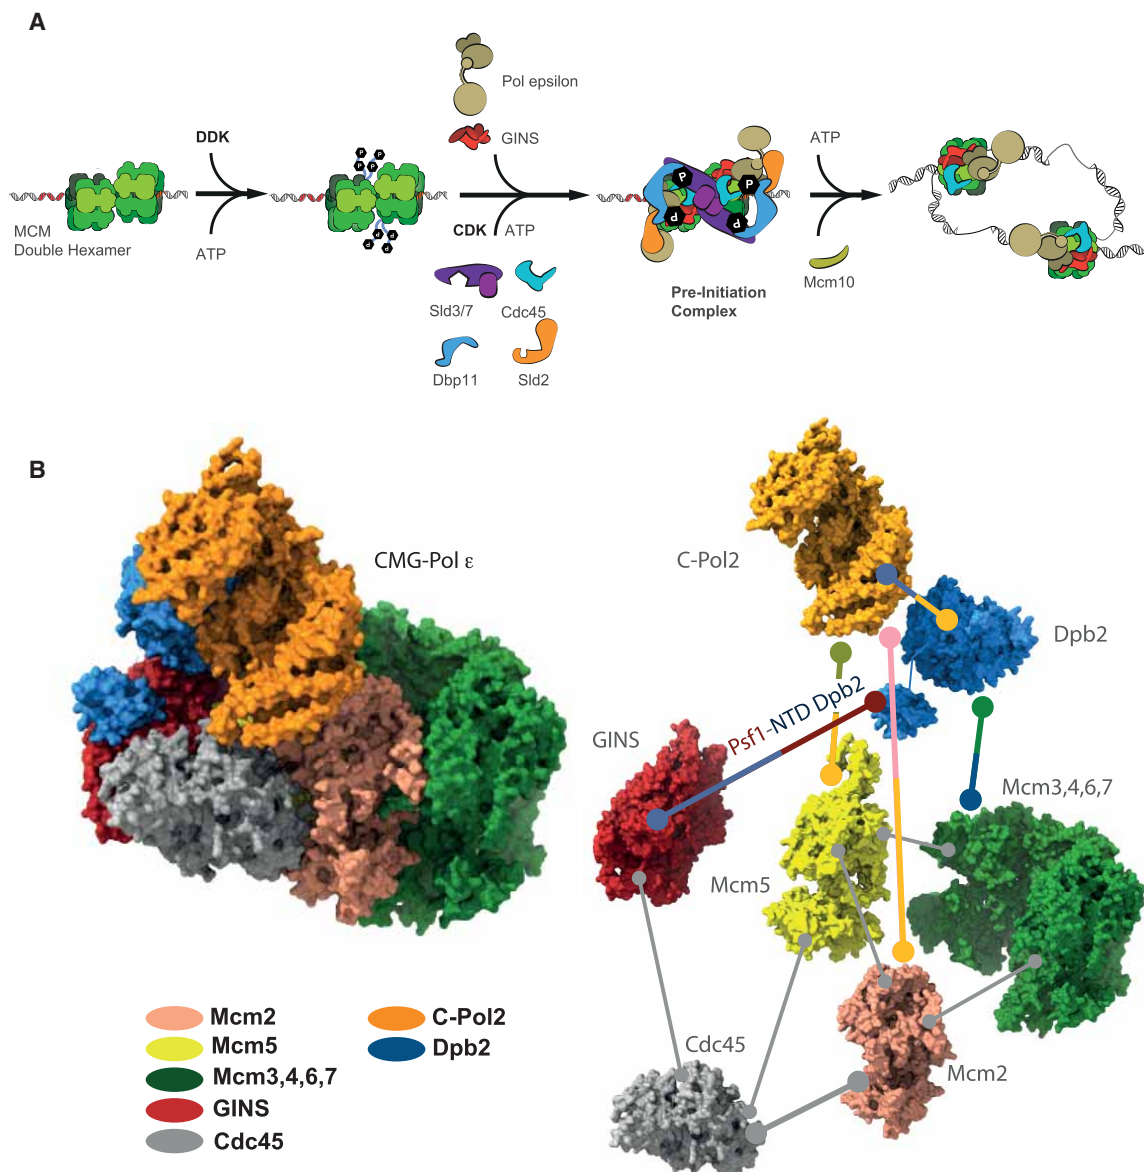 A
Pol epsilon
GINS
DDK
ATP
MCM
Double Hexamer
CDK
ATP
Sld3/7
Cdc45
Dbp11
Sld2
P
P
P
P
P
P
P
P
P
P
P
P
Pre-Initiation
Complex
ATP
Mcm10
B
CMG-Pol ε
C-Pol2
Dpb2
Psf1-NTD Dpb2
GINS
Mcm3,4,6,7
Mcm5
Cdc45
Mcm2
Mcm2
Mcm5
Mcm3,4,6,7
GINS
Cdc45
C-Pol2
Dpb2